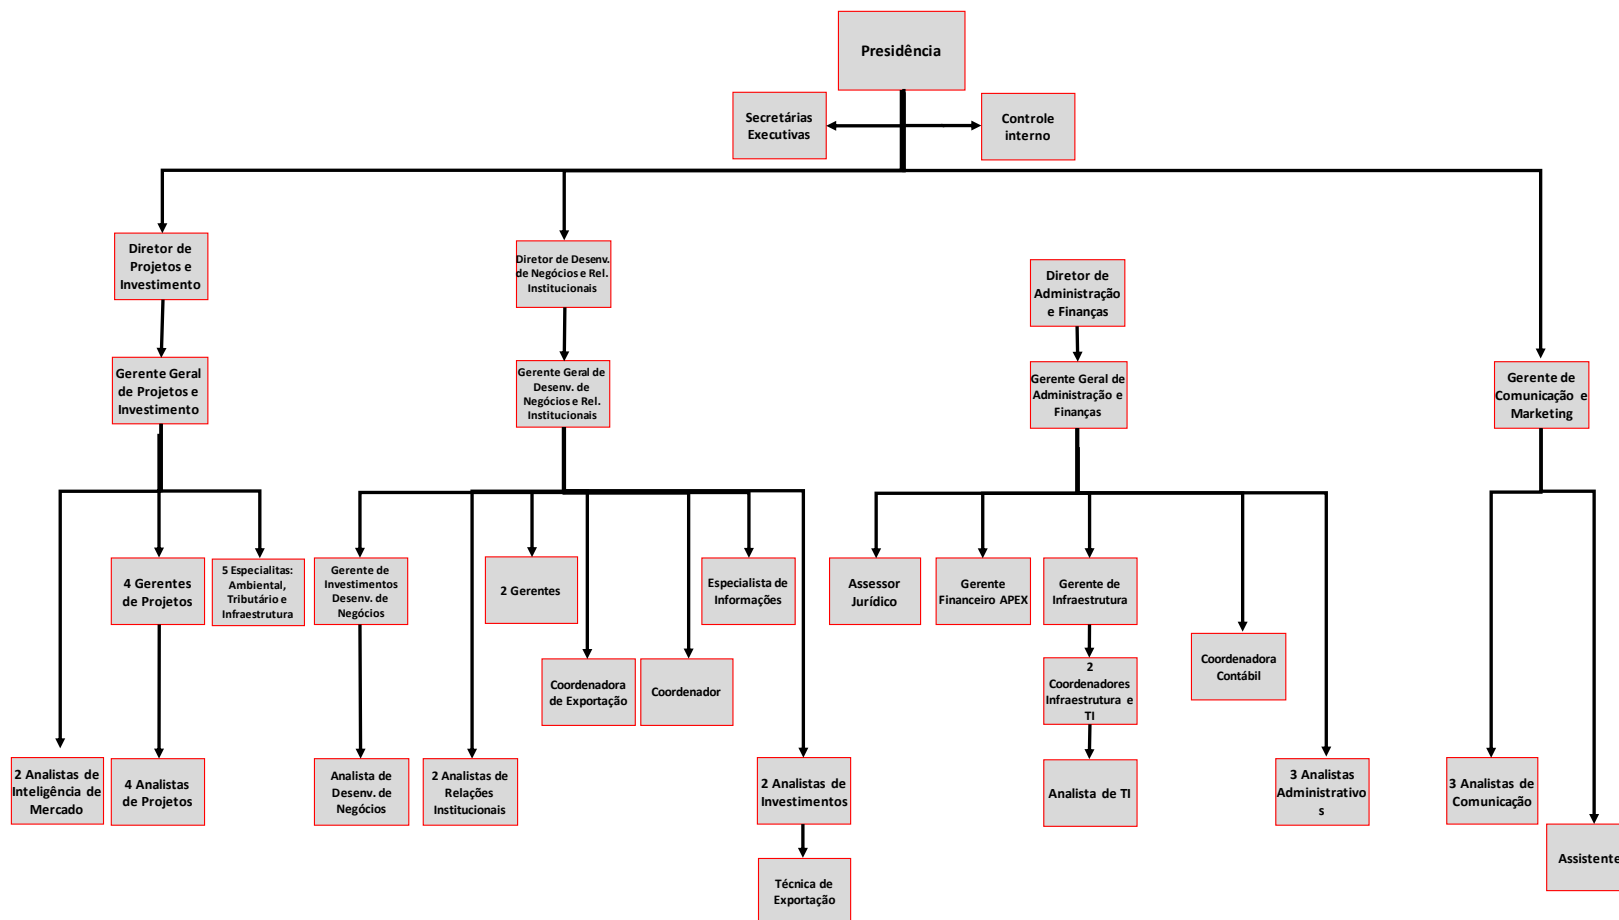 Presidência
Secretárias
Executivas
Controle
interno
Diretor de
Projetos e
Investimento
Diretor de Desenv.
de Negócios e Rel.
Institucionais
Diretor de
Administração
e Finanças
Gerente Geral
de Projetos e
Investimento
Gerente Geral de
Desenv. de
Negócios e Rel.
Institucionais
Gerente Geral de
Administração e
Finanças
Gerente de
Comunicação e
Marketing
4 Gerentes
de Projetos
5 Especialitas:
Ambiental,
Tributário e
Infraestrutura
Gerente de
Investimentos
Desenv. de
Negócios
2 Gerentes
Especialista de
Informações
Assessor
Jurídico
Gerente
Financeiro APEX
Gerente de
Infraestrutura
Coordenadora
de Exportação
Coordenador
2
Coordenadores
Infraestrutura e
TI
Coordenadora
Contábil
2 Analistas de
Inteligência de
Mercado
4 Analistas
de Projetos
Analista de
Desenv. de
Negócios
2 Analistas de
Relações
Institucionais
2 Analistas de
Investimentos
Analista de TI
3 Analistas
Administrativo
s
3 Analistas de
Comunicação
Assistente
Técnica de
Exportação